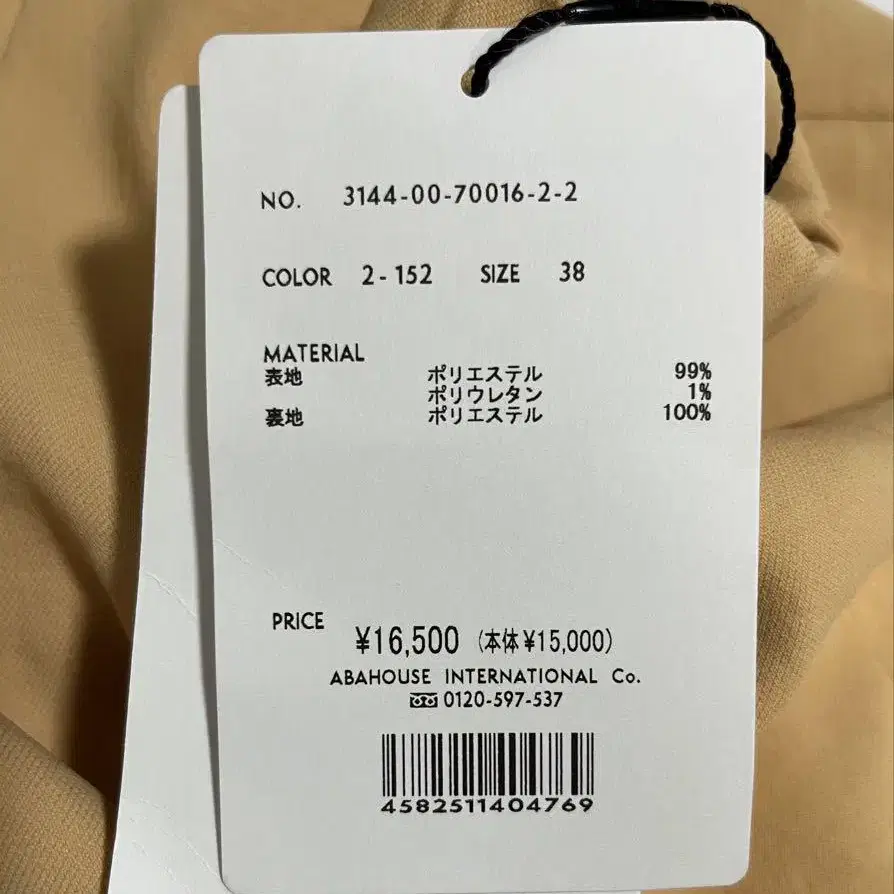 NO. 3144-00-70016-2-2
COLOR 2-152 SIZE 38
MATERIAL
表地 ポリエステル 99%
ポリウレタン 1%
裏地 ポリエステル 100%
PRICE ¥16,500 (本体¥15,000)
ABAHOUSE INTERNATIONAL Co.
0120-597-537
4582511404769